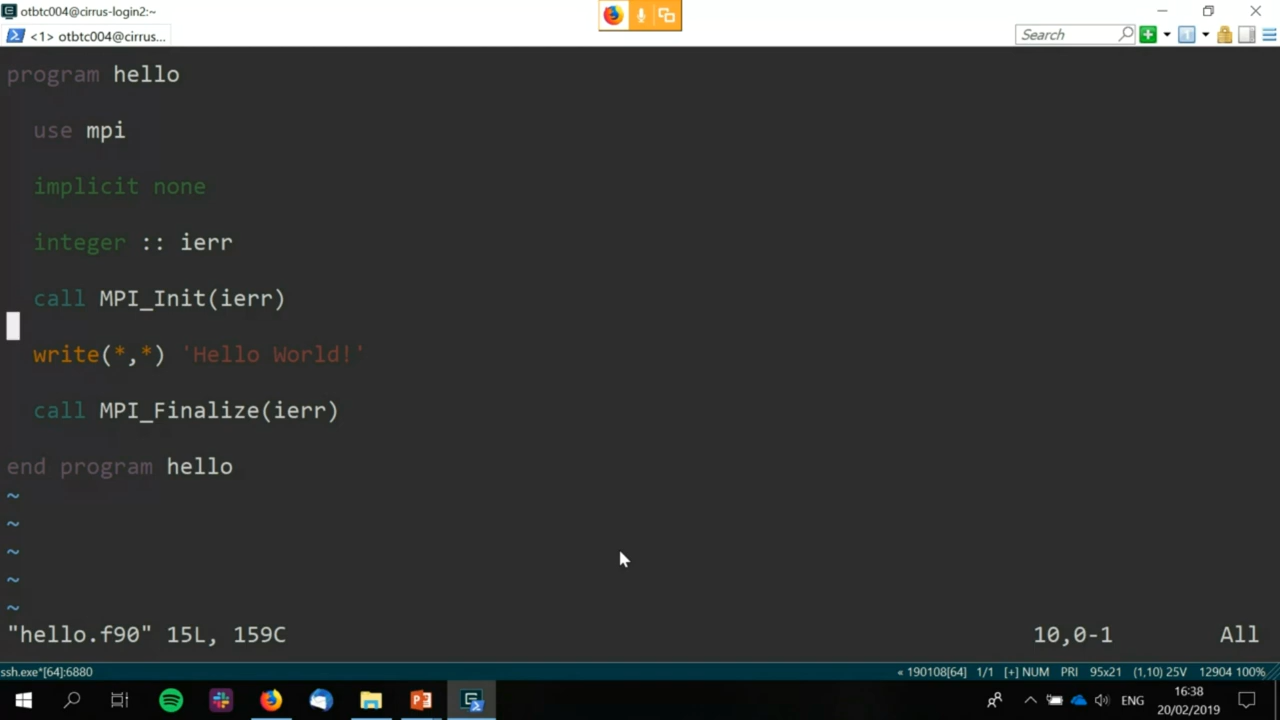 otbtc004@cirrus-login2:~
<1> otbtc004@cirrus...
Search
program hello
use mpi
implicit none
integer :: ierr
call MPI_Init(ierr)
write(*,*) 'Hello World!'
call MPI_Finalize(ierr)
end program hello
~
~
~
~
~
"hello.f90" 15L, 159C 10,0-1 All
ssh.exe*[64]:6880 « 190108[64] 1/1 [+] NUM PRI 95x21 (1,10) 25V 12904 100%
ENG 16:38
20/02/2019